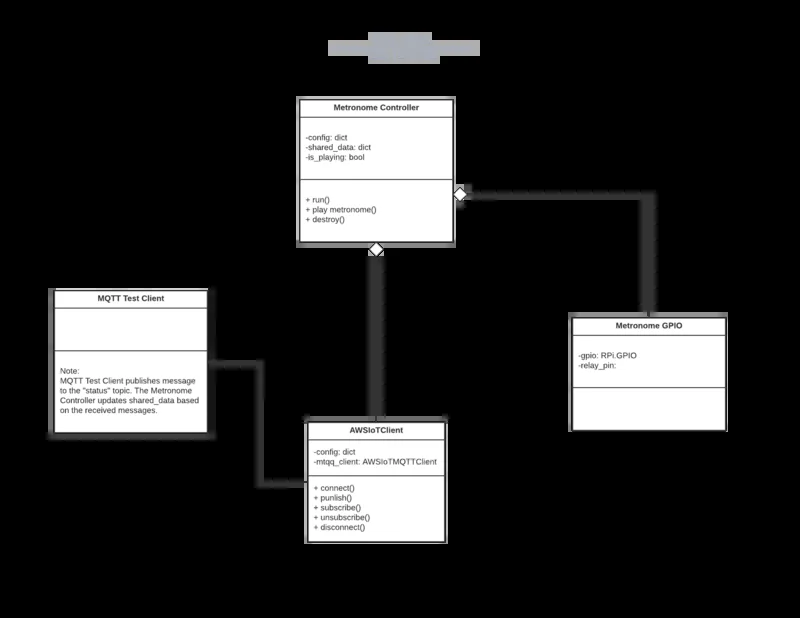 Metronome Controller
-config: dict
-shared_data: dict
-is_playing: bool
+ run()
+ play metronome()
+ destroy()
MQTT Test Client
Note:
MQTT Test Client publishes message
to the "status" topic. The Metronome
Controller updates shared_data based
on the received messages.
Metronome GPIO
-gpio: RPi.GPIO
-relay_pin:
AWSIoTClient
-config: dict
-mtqq_client: AWSIoTMQTTClient
+ connect()
+ punlish()
+ subscribe()
+ unsubscribe()
+ disconnect()